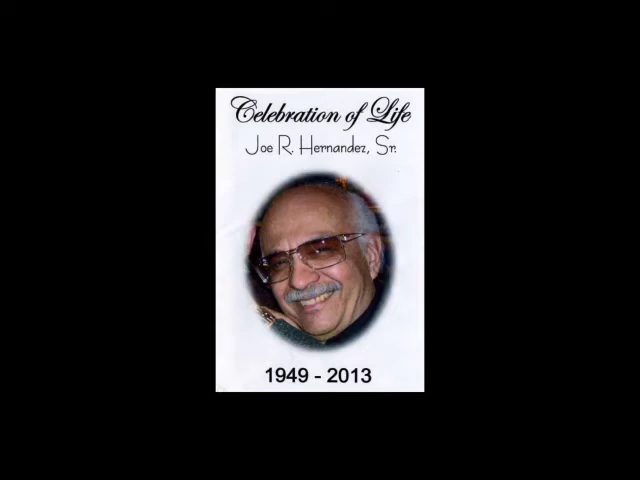 Celebration of Life
Joe R. Hernandez, Sr.
1949 - 2013